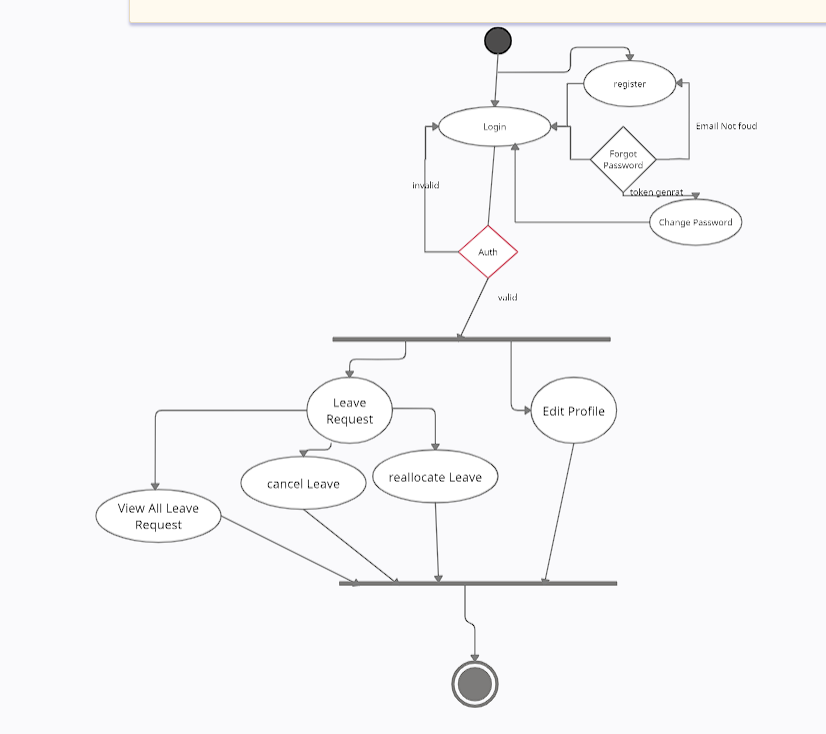 register
Login
Email Not foud
Forgot
Password
invalid
token genrat
Change Password
Auth
valid
Leave
Request
Edit Profile
cancel Leave
reallocate Leave
View All Leave
Request